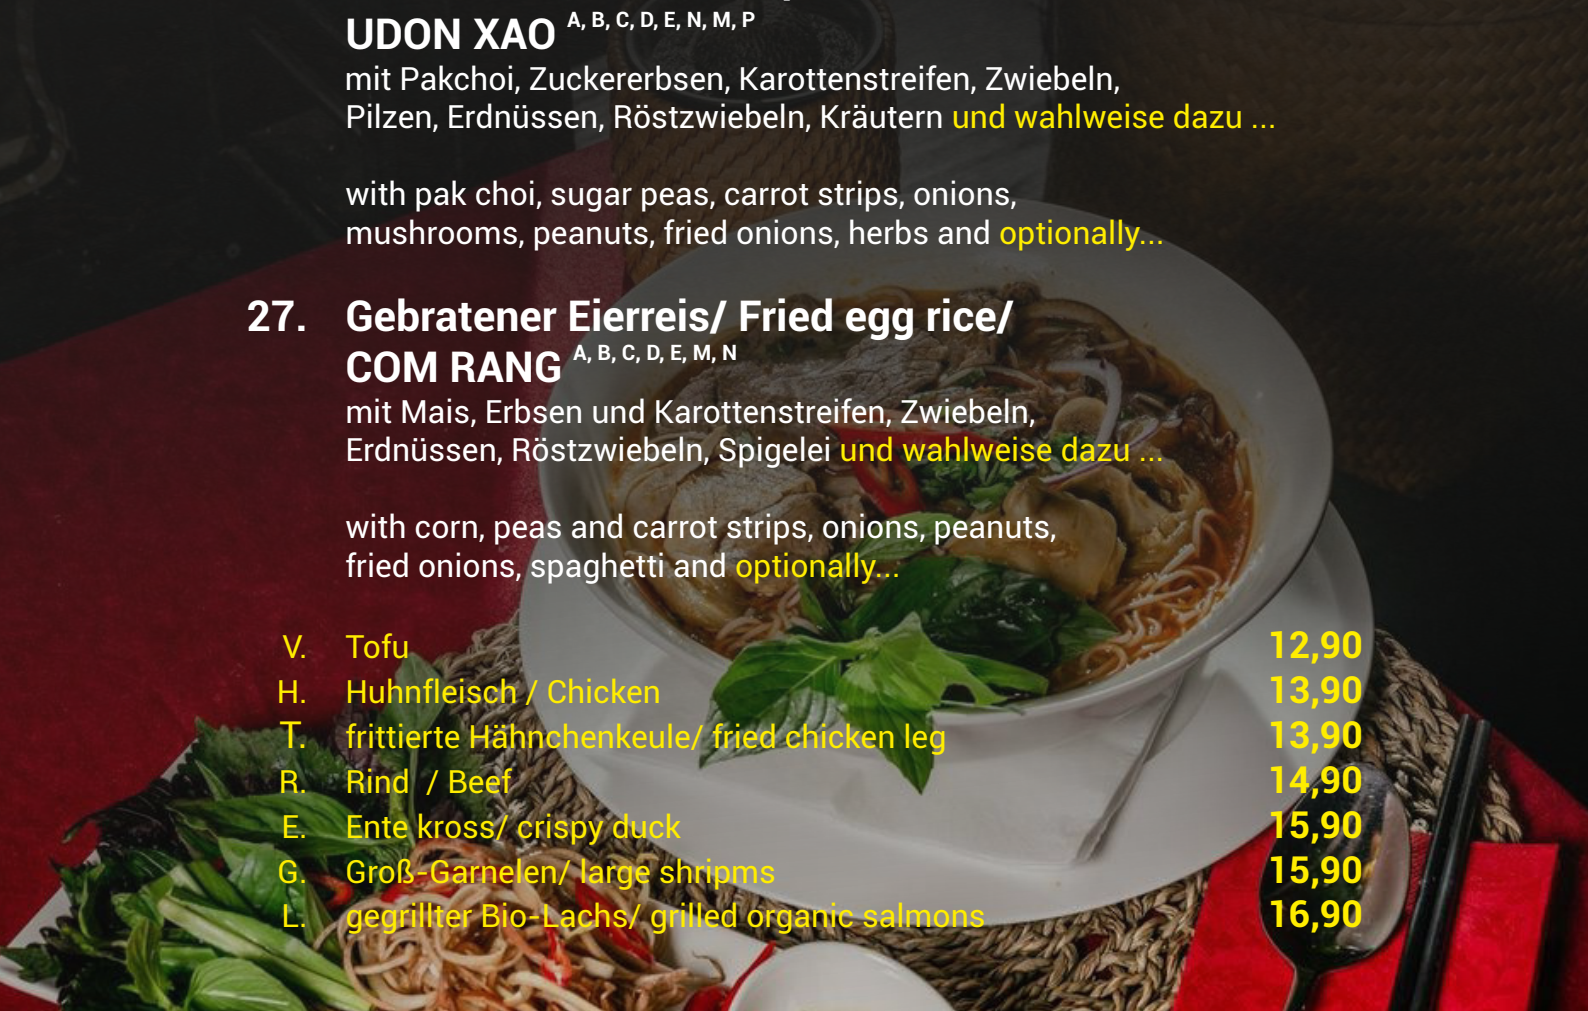 UDON XAO A, B, C, D, E, N, M, P
mit Pakchoi, Zuckererbsen, Karottenstreifen, Zwiebeln,
Pilzen, Erdnüssen, Röstzwiebeln, Kräutern und wahlweise dazu ...
with pak choi, sugar peas, carrot strips, onions,
mushrooms, peanuts, fried onions, herbs and optionally...
27. Gebratener Eierreis/ Fried egg rice/
COM RANG A, B, C, D, E, M, N
mit Mais, Erbsen und Karottenstreifen, Zwiebeln,
Erdnüssen, Röstzwiebeln, Spigelei und wahlweise dazu ...
with corn, peas and carrot strips, onions, peanuts,
fried onions, spaghetti and optionally...
V. Tofu 12,90
H. Huhnfleisch / Chicken 13,90
T. frittierte Hähnchenkeule/ fried chicken leg 13,90
R. Rind / Beef 14,90
E. Ente kross/ crispy duck 15,90
G. Groß-Garnelen/ large shripms 15,90
L. gegrillter Bio-Lachs/ grilled organic salmons 16,90